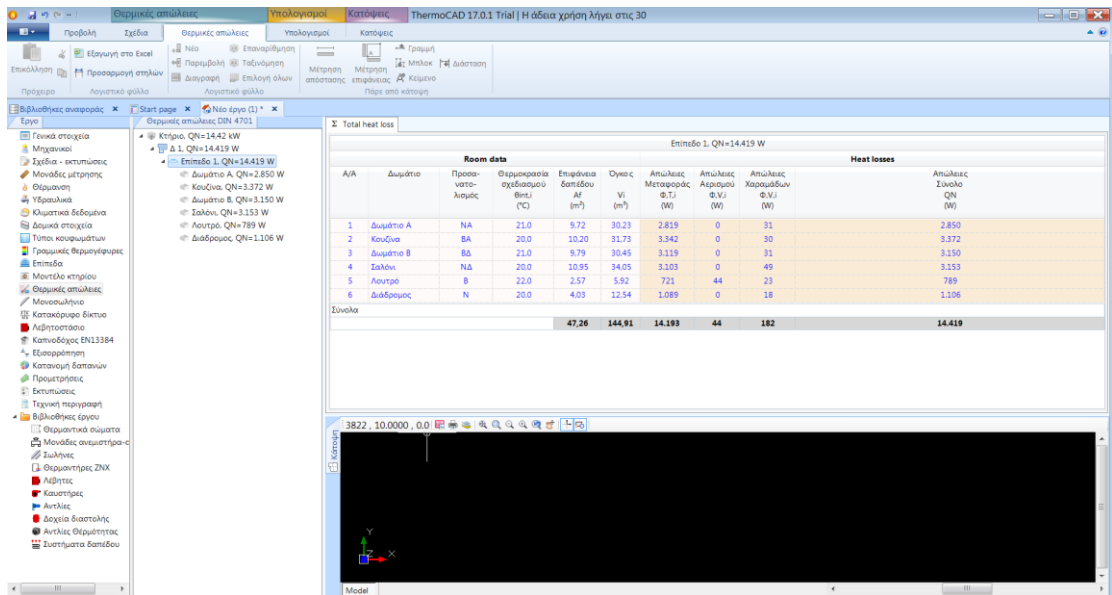 Θερμικές απώλειες Υπολογισμοί Κατόψεις ThermoCAD 17.0.1 Trial | Η άδεια χρήση λήγει στις 30
Προβολή Σχέδια Θερμικές απώλειες Υπολογισμοί Κατόψεις
Επικόλληση
Εξαγωγή στο Excel
Προσαρμογή στηλών
Νέο
Παρεμβολή
Διαγραφή
Επαναρίθμηση
Ταξινόμηση
Επιλογή όλων
Μέτρηση απόστασης
Μέτρηση επιφάνειας
Γραμμή
Μπλοκ
Κείμενο
Διάσταση
Πρόχειρο Λογιστικό φύλλο Λογιστικό φύλλο Πάρε από κάτοψη
Βιβλιοθήκες αναφοράς Start page Νέο έργο (1) *
Έργο
Γενικά στοιχεία
Μηχανικοί
Σχέδια - εκτυπώσεις
Μονάδες μέτρησης
Θέρμανση
Υδραυλικά
Κλιματικά δεδομένα
Δομικά στοιχεία
Τύποι κουφωμάτων
Γραμμικές θερμογέφυρες
Επίπεδα
Μοντέλο κτηρίου
Θερμικές απώλειες
Μονοσωλήνιο
Κατακόρυφο δίκτυο
Λεβητοστάσιο
Καπνοδόχος EN13384
Εξισορρόπηση
Κατανομή δαπανών
Προμετρήσεις
Εκτυπώσεις
Τεχνική περιγραφή
Βιβλιοθήκες έργου
Θερμαντικά σώματα
Μονάδες ανεμιστήρα-σ
Σωλήνες
Θερμαντήρες ΖΝΧ
Λέβητες
Καυστήρες
Αντλίες
Δοχεία διαστολής
Αντλίες Θέρμότητας
Συστήματα δαπέδου
Θερμικές απώλειες DIN 4701
Κτήριο, QN=14.42 kW
Δ 1, QN=14.419 W
Επίπεδο 1, QN=14.419 W
Δωμάτιο Α, QN=2.850 W
Κουζίνα, QN=3.372 W
Δωμάτιο Β, QN=3.150 W
Σαλόνι, QN=3.153 W
Λουτρό, QN=789 W
Διάδρομος, QN=1.106 W
Σ Total heat loss
Επίπεδο 1, QN=14.419 W
Room data Heat losses
Α/Α Δωμάτιο Προσα- Θερμοκρασία Επιφάνεια Όγκος Απώλειες Απώλειες Απώλειες Απώλειες
νατο- σχεδιασμού δαπέδου Μεταφοράς Αερισμού Χαραμάδων Σύνολο
λισμός θint,i Af Vi Φ.Τ,i Φ.V,i Φ.V,i QN
(°C) (m²) (m³) (W) (W) (W) (W)
1 Δωμάτιο Α ΝΑ 21.0 9.72 30.23 2.819 0 31 2.850
2 Κουζίνα ΒΑ 20.0 10,20 31,73 3.342 0 30 3.372
3 Δωμάτιο Β ΒΔ 21.0 9.79 30.45 3.119 0 31 3.150
4 Σαλόνι ΝΔ 20.0 10,95 34,05 3.103 0 49 3.153
5 Λουτρό Β 22.0 2.57 5.92 721 44 23 789
6 Διάδρομος Ν 20.0 4,03 12.54 1.089 0 18 1.106
Σύνολα
47,26 144,91 14.193 44 182 14.419
3822 , 10.0000 , 0.0
Κάτοψη
Y
Z X
Model